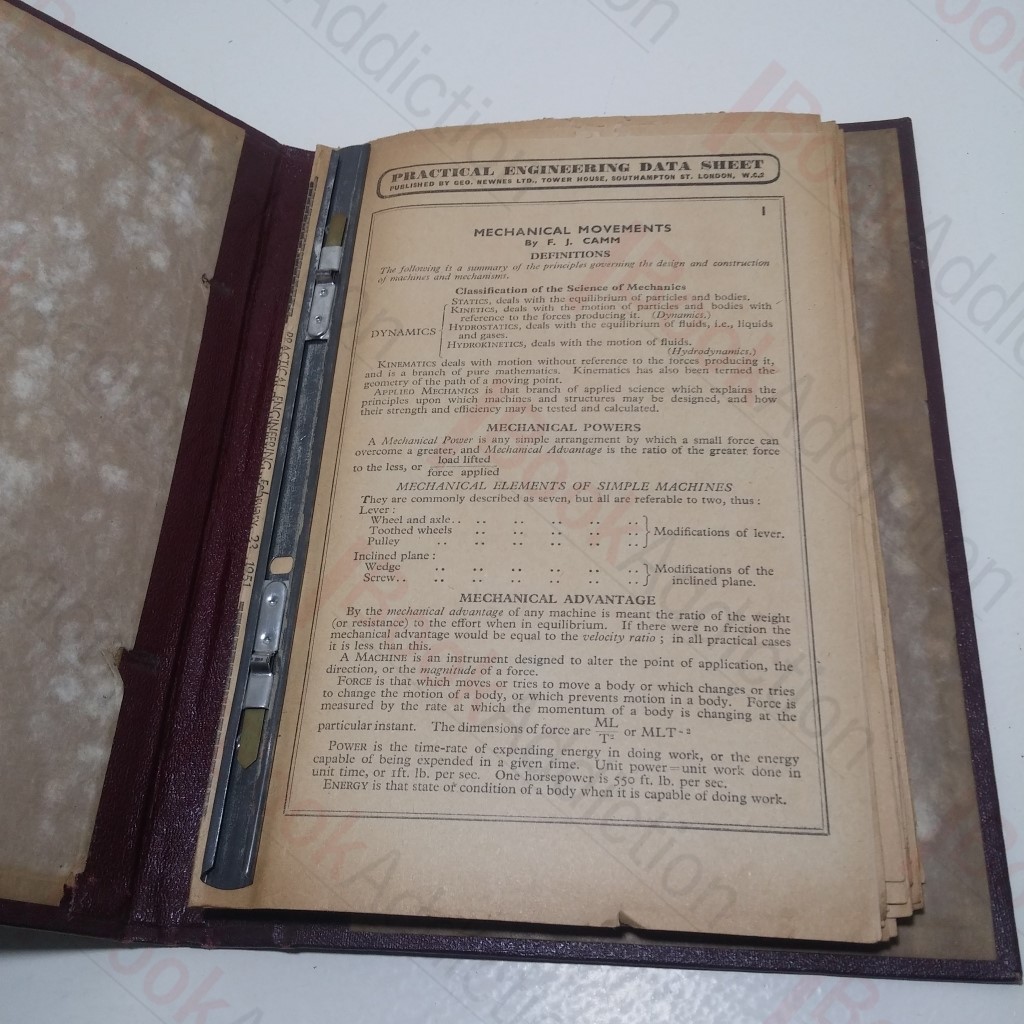 PRACTICAL ENGINEERING DATA SHEET
PUBLISHED BY GEO. NEWNES LTD., TOWER HOUSE, SOUTHAMPTON ST. LONDON, W.C.2
1
MECHANICAL MOVEMENTS
By F. J. CAMM
DEFINITIONS
The following is a summary of the principles governing the design and construction
of machines and mechanisms.
Classification of the Science of Mechanics
STATICS, deals with the equilibrium of particles and bodies.
KINETICS, deals with the motion of particles and bodies with
reference to the forces producing it. (Dynamics.)
DYNAMICS
HYDROSTATICS, deals with the equilibrium of fluids, i.e., liquids
and gases.
HYDROKINETICS, deals with the motion of fluids.
(Hydrodynamics.)
KINEMATICS deals with motion without reference to the forces producing it,
and is a branch of pure mathematics. Kinematics has also been termed the
geometry of the path of a moving point.
APPLIED MECHANICS is that branch of applied science which explains the
principles upon which machines and structures may be designed, and how
their strength and efficiency may be tested and calculated.
MECHANICAL POWERS
A Mechanical Power is any simple arrangement by which a small force can
overcome a greater, and Mechanical Advantage is the ratio of the greater force
to the less, or load lifted / force applied
MECHANICAL ELEMENTS OF SIMPLE MACHINES
They are commonly described as seven, but all are referable to two, thus :
Lever :
Wheel and axle . . . . . . . . . .
Toothed wheels . . . . . . . . . . Modifications of lever.
Pulley . . . . . . . . . . . .
Inclined plane :
Wedge . . . . . . . . . . . . Modifications of the
Screw . . . . . . . . . . . . inclined plane.
MECHANICAL ADVANTAGE
By the mechanical advantage of any machine is meant the ratio of the weight
(or resistance) to the effort when in equilibrium. If there were no friction the
mechanical advantage would be equal to the velocity ratio ; in all practical cases
it is less than this.
A MACHINE is an instrument designed to alter the point of application, the
direction, or the magnitude of a force.
FORCE is that which moves or tries to move a body or which changes or tries
to change the motion of a body, or which prevents motion in a body. Force is
measured by the rate at which the momentum of a body is changing at the
particular instant. The dimensions of force are ML/T² or MLT⁻²
POWER is the time-rate of expending energy in doing work, or the energy
capable of being expended in a given time. Unit power=unit work done in
unit time, or 1ft. lb. per sec. One horsepower is 550 ft. lb. per sec.
ENERGY is that state or condition of a body when it is capable of doing work.
PRACTICAL ENGINEERING February 23 1951
BookAddiction